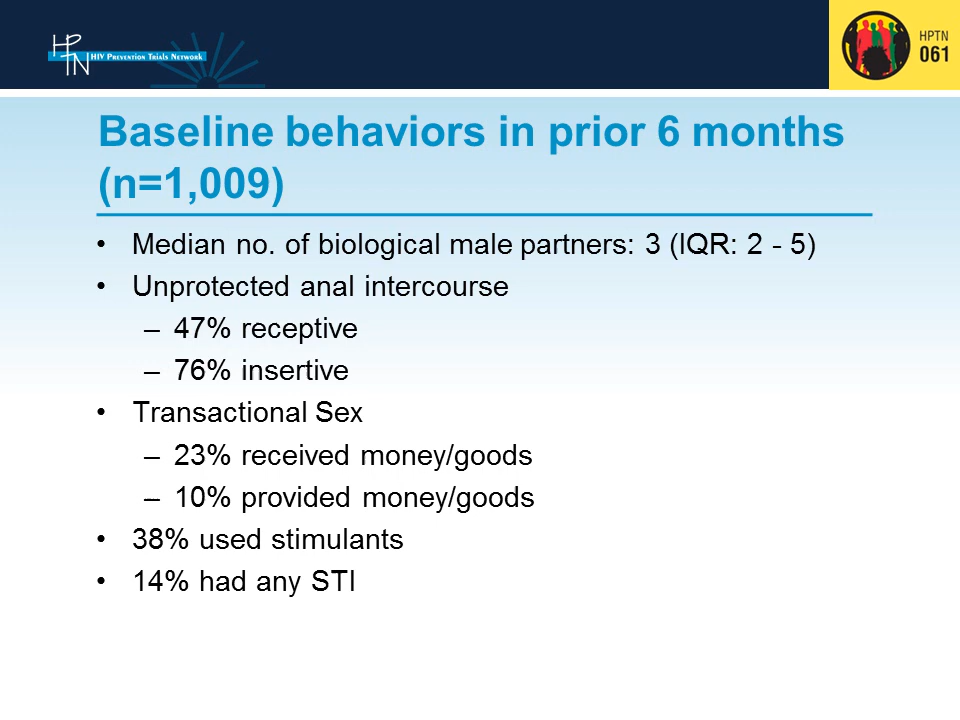 HPTN
HIV Prevention Trials Network
HPTN
061
Baseline behaviors in prior 6 months
(n=1,009)
• Median no. of biological male partners: 3 (IQR: 2 - 5)
• Unprotected anal intercourse
– 47% receptive
– 76% insertive
• Transactional Sex
– 23% received money/goods
– 10% provided money/goods
• 38% used stimulants
• 14% had any STI